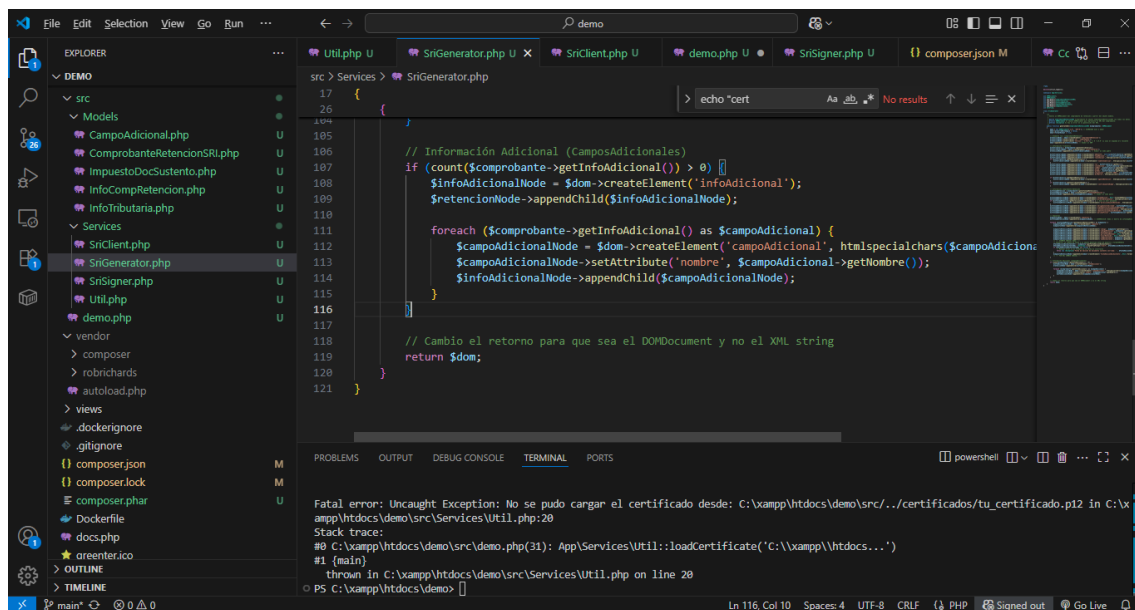 File Edit Selection View Go Run ··· demo
EXPLORER ···
DEMO
src
Models
CampoAdicional.php U
ComprobanteRetencionSRI.php U
ImpuestoDocSustento.php U
InfoCompRetencion.php U
InfoTributaria.php U
Services
SriClient.php U
SriGenerator.php U
SriSigner.php U
Util.php U
demo.php U
vendor
composer
robrichards
autoload.php
views
.dockerignore
.gitignore
composer.json M
composer.lock M
composer.phar U
Dockerfile
docs.php
greenter.ico
OUTLINE
TIMELINE
Util.php U SriGenerator.php U SriClient.php U demo.php U SriSigner.php U composer.json M
src > Services > SriGenerator.php
echo "cert Aa ab .* No results
17 {
26 {
104 }
105
106 // Información Adicional (CamposAdicionales)
107 if (count($comprobante->getInfoAdicional()) > 0) {
108 $infoAdicionalNode = $dom->createElement('infoAdicional');
109 $retencionNode->appendChild($infoAdicionalNode);
110
111 foreach ($comprobante->getInfoAdicional() as $campoAdicional) {
112 $campoAdicionalNode = $dom->createElement('campoAdicional', htmlspecialchars($campoAdiciona
113 $campoAdicionalNode->setAttribute('nombre', $campoAdicional->getNombre());
114 $infoAdicionalNode->appendChild($campoAdicionalNode);
115 }
116 }
117
118 // Cambio el retorno para que sea el DOMDocument y no el XML string
119 return $dom;
120 }
121 }
PROBLEMS OUTPUT DEBUG CONSOLE TERMINAL PORTS powershell
Fatal error: Uncaught Exception: No se pudo cargar el certificado desde: C:\xampp\htdocs\demo\src/../certificados/tu_certificado.p12 in C:\x
ampp\htdocs\demo\src\Services\Util.php:20
Stack trace:
#0 C:\xampp\htdocs\demo\src\demo.php(31): App\Services\Util::loadCertificate('C:\\xampp\\htdocs...')
#1 {main}
thrown in C:\xampp\htdocs\demo\src\Services\Util.php on line 20
PS C:\xampp\htdocs\demo>
main* 0 0 Ln 116, Col 10 Spaces: 4 UTF-8 CRLF {} PHP Signed out Go Live